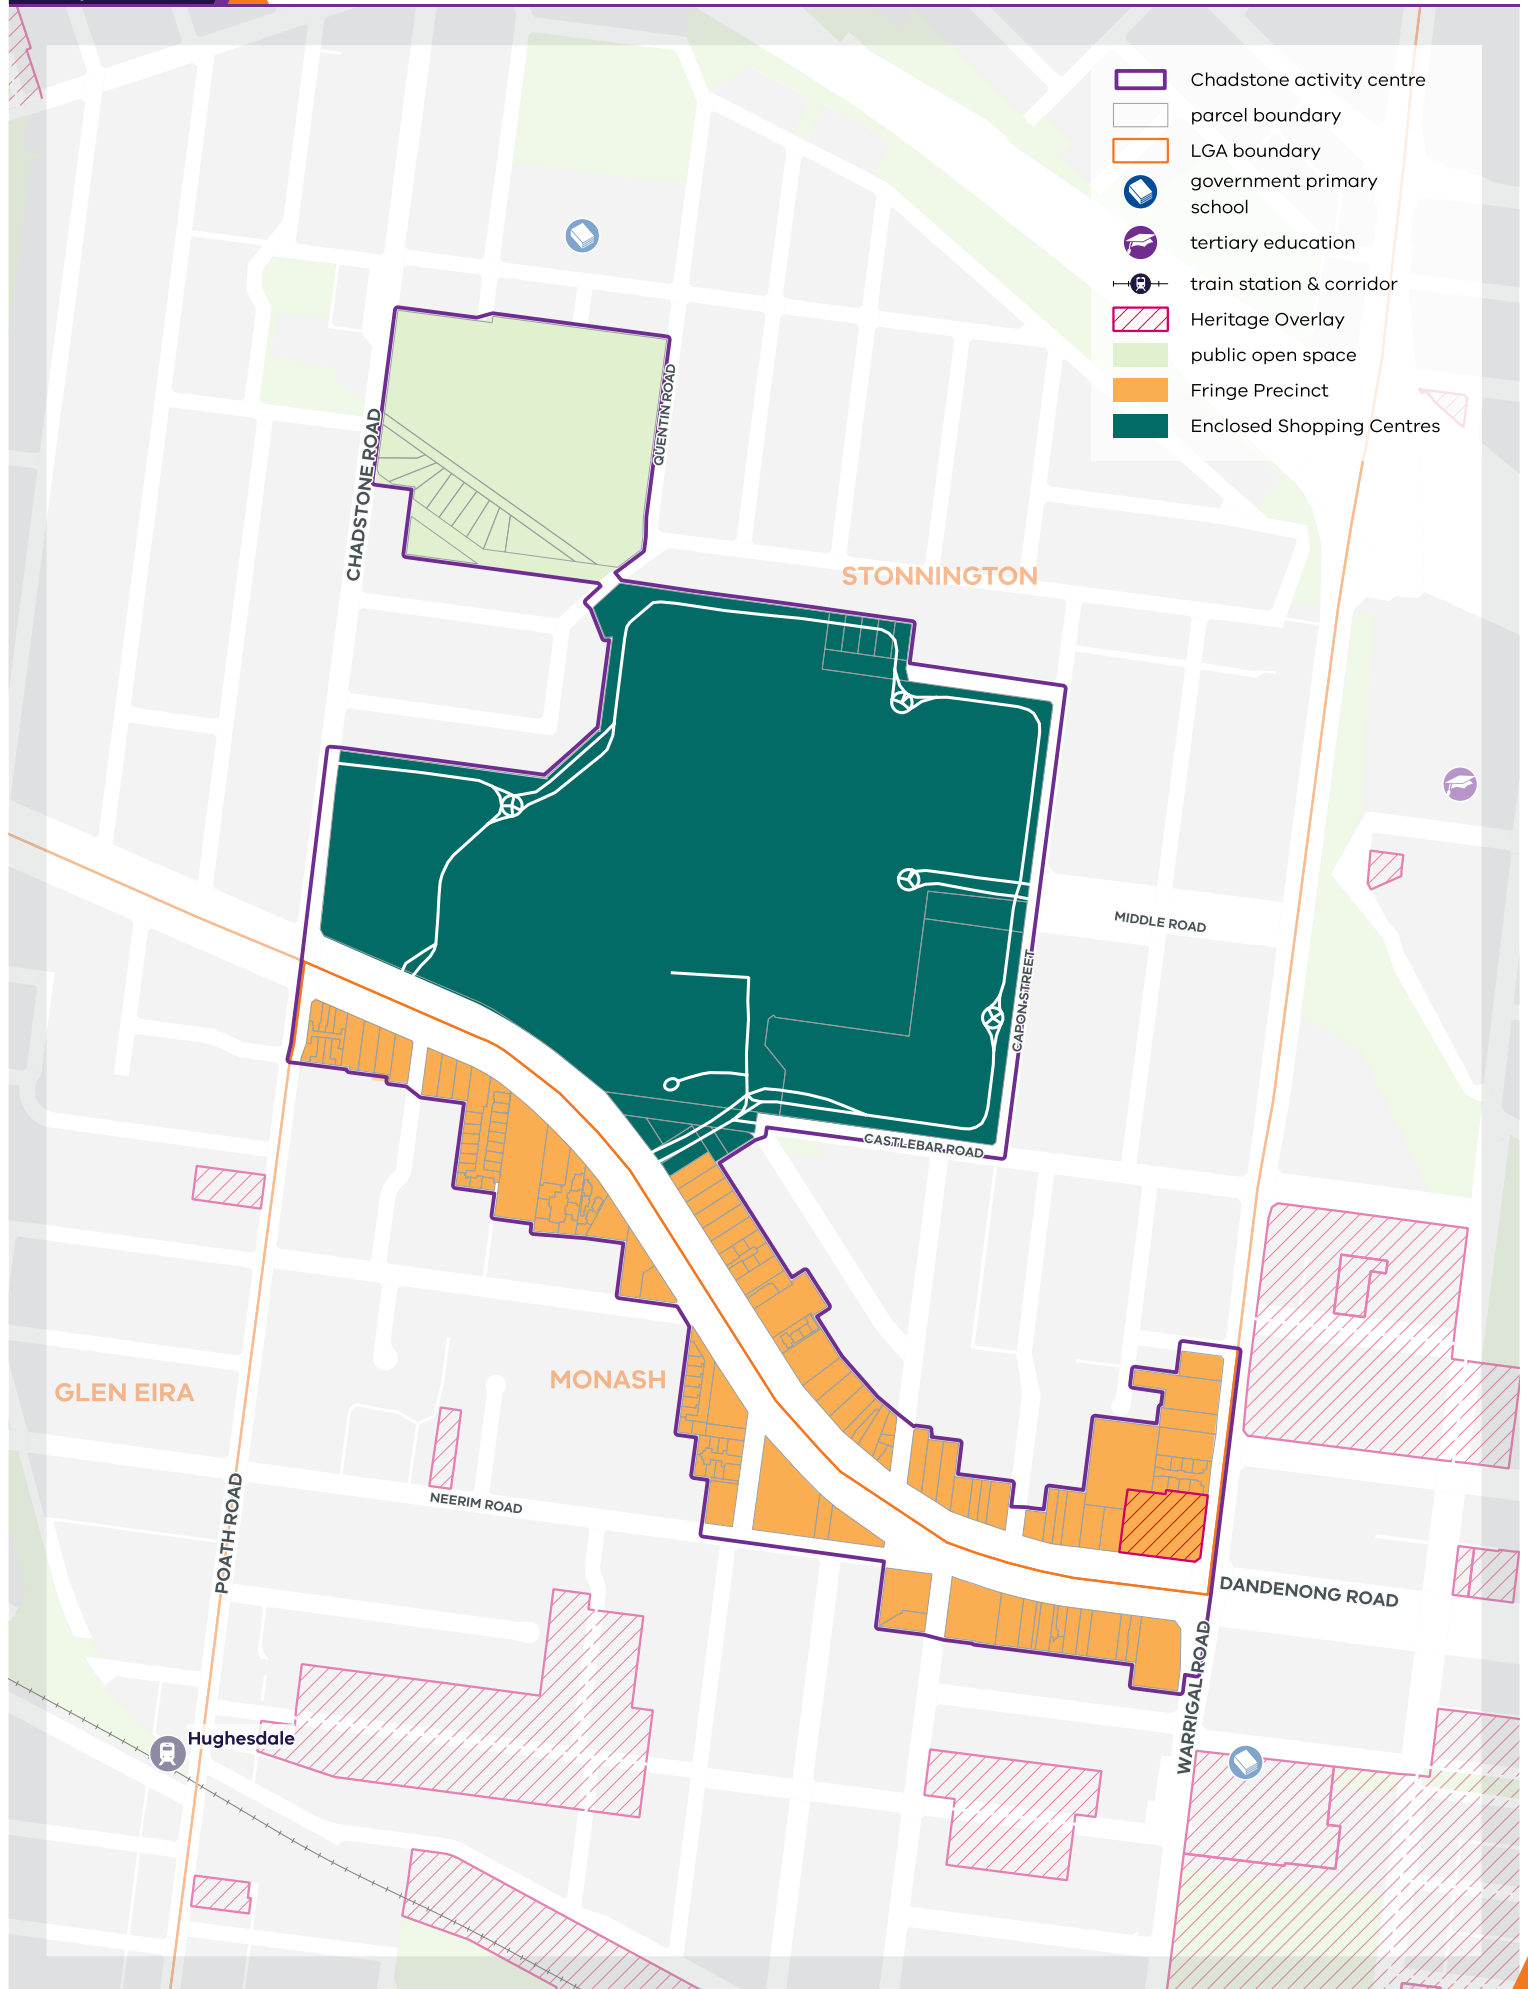 Chadstone activity centre
parcel boundary
LGA boundary
government primary
school
tertiary education
train station & corridor
Heritage Overlay
public open space
Fringe Precinct
Enclosed Shopping Centres
QUENTIN ROAD
CHADSTONE ROAD
STONNINGTON
MIDDLE ROAD
CAPON STREET
CASTLEBAR ROAD
MONASH
GLEN EIRA
NEERIM ROAD
POATH ROAD
DANDENONG ROAD
WARRIGAL ROAD
Hughesdale